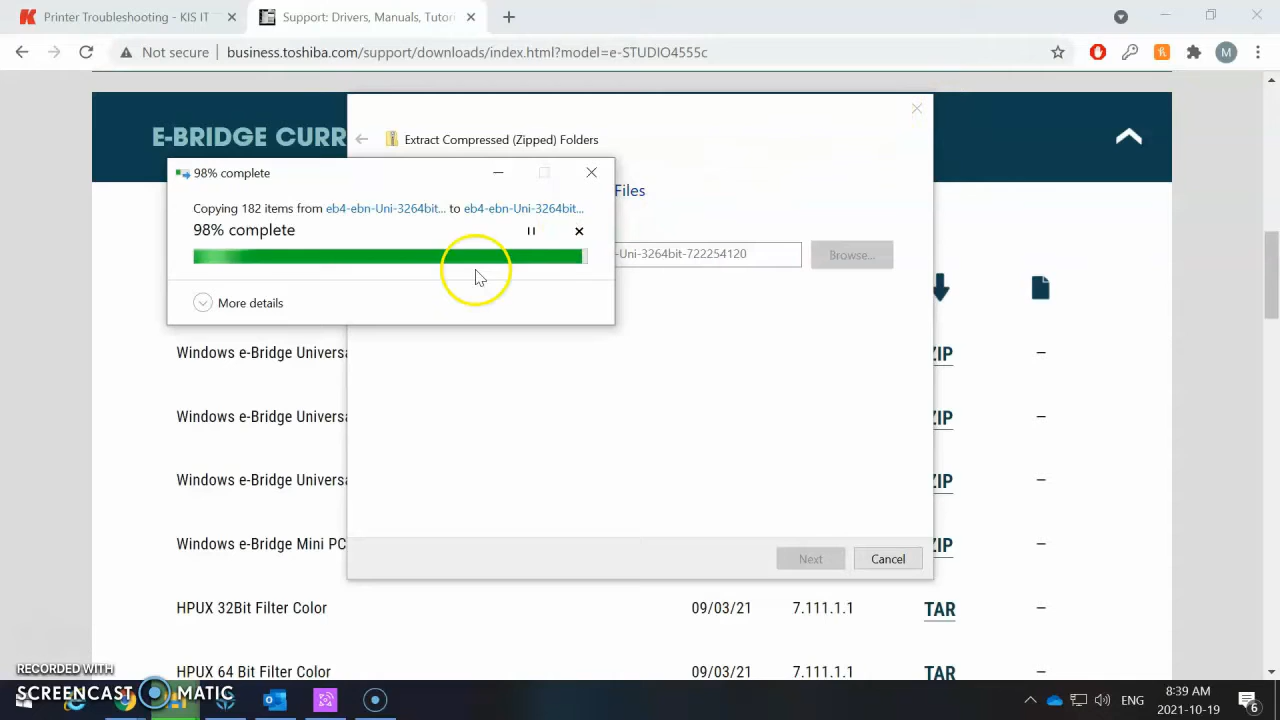 Printer Troubleshooting - KIS IT
Support: Drivers, Manuals, Tutori
Not secure
business.toshiba.com/support/downloads/index.html?model=e-STUDIO4555c
M
E-BRIDGE CURR
Extract Compressed (Zipped) Folders
98% complete
Files
Copying 182 items from eb4-ebn-Uni-3264bit... to eb4-ebn-Uni-3264bit...
98% complete
-Uni-3264bit-722254120
Browse...
More details
Windows e-Bridge Universa
ZIP
–
Windows e-Bridge Universa
ZIP
–
Windows e-Bridge Universa
ZIP
–
Windows e-Bridge Mini PC
ZIP
–
Next
Cancel
HPUX 32Bit Filter Color
09/03/21
7.111.1.1
TAR
–
HPUX 64 Bit Filter Color
09/03/21
7.111.1.1
TAR
–
RECORDED WITH
SCREENCAST MATIC
ENG
8:39 AM
2021-10-19
6